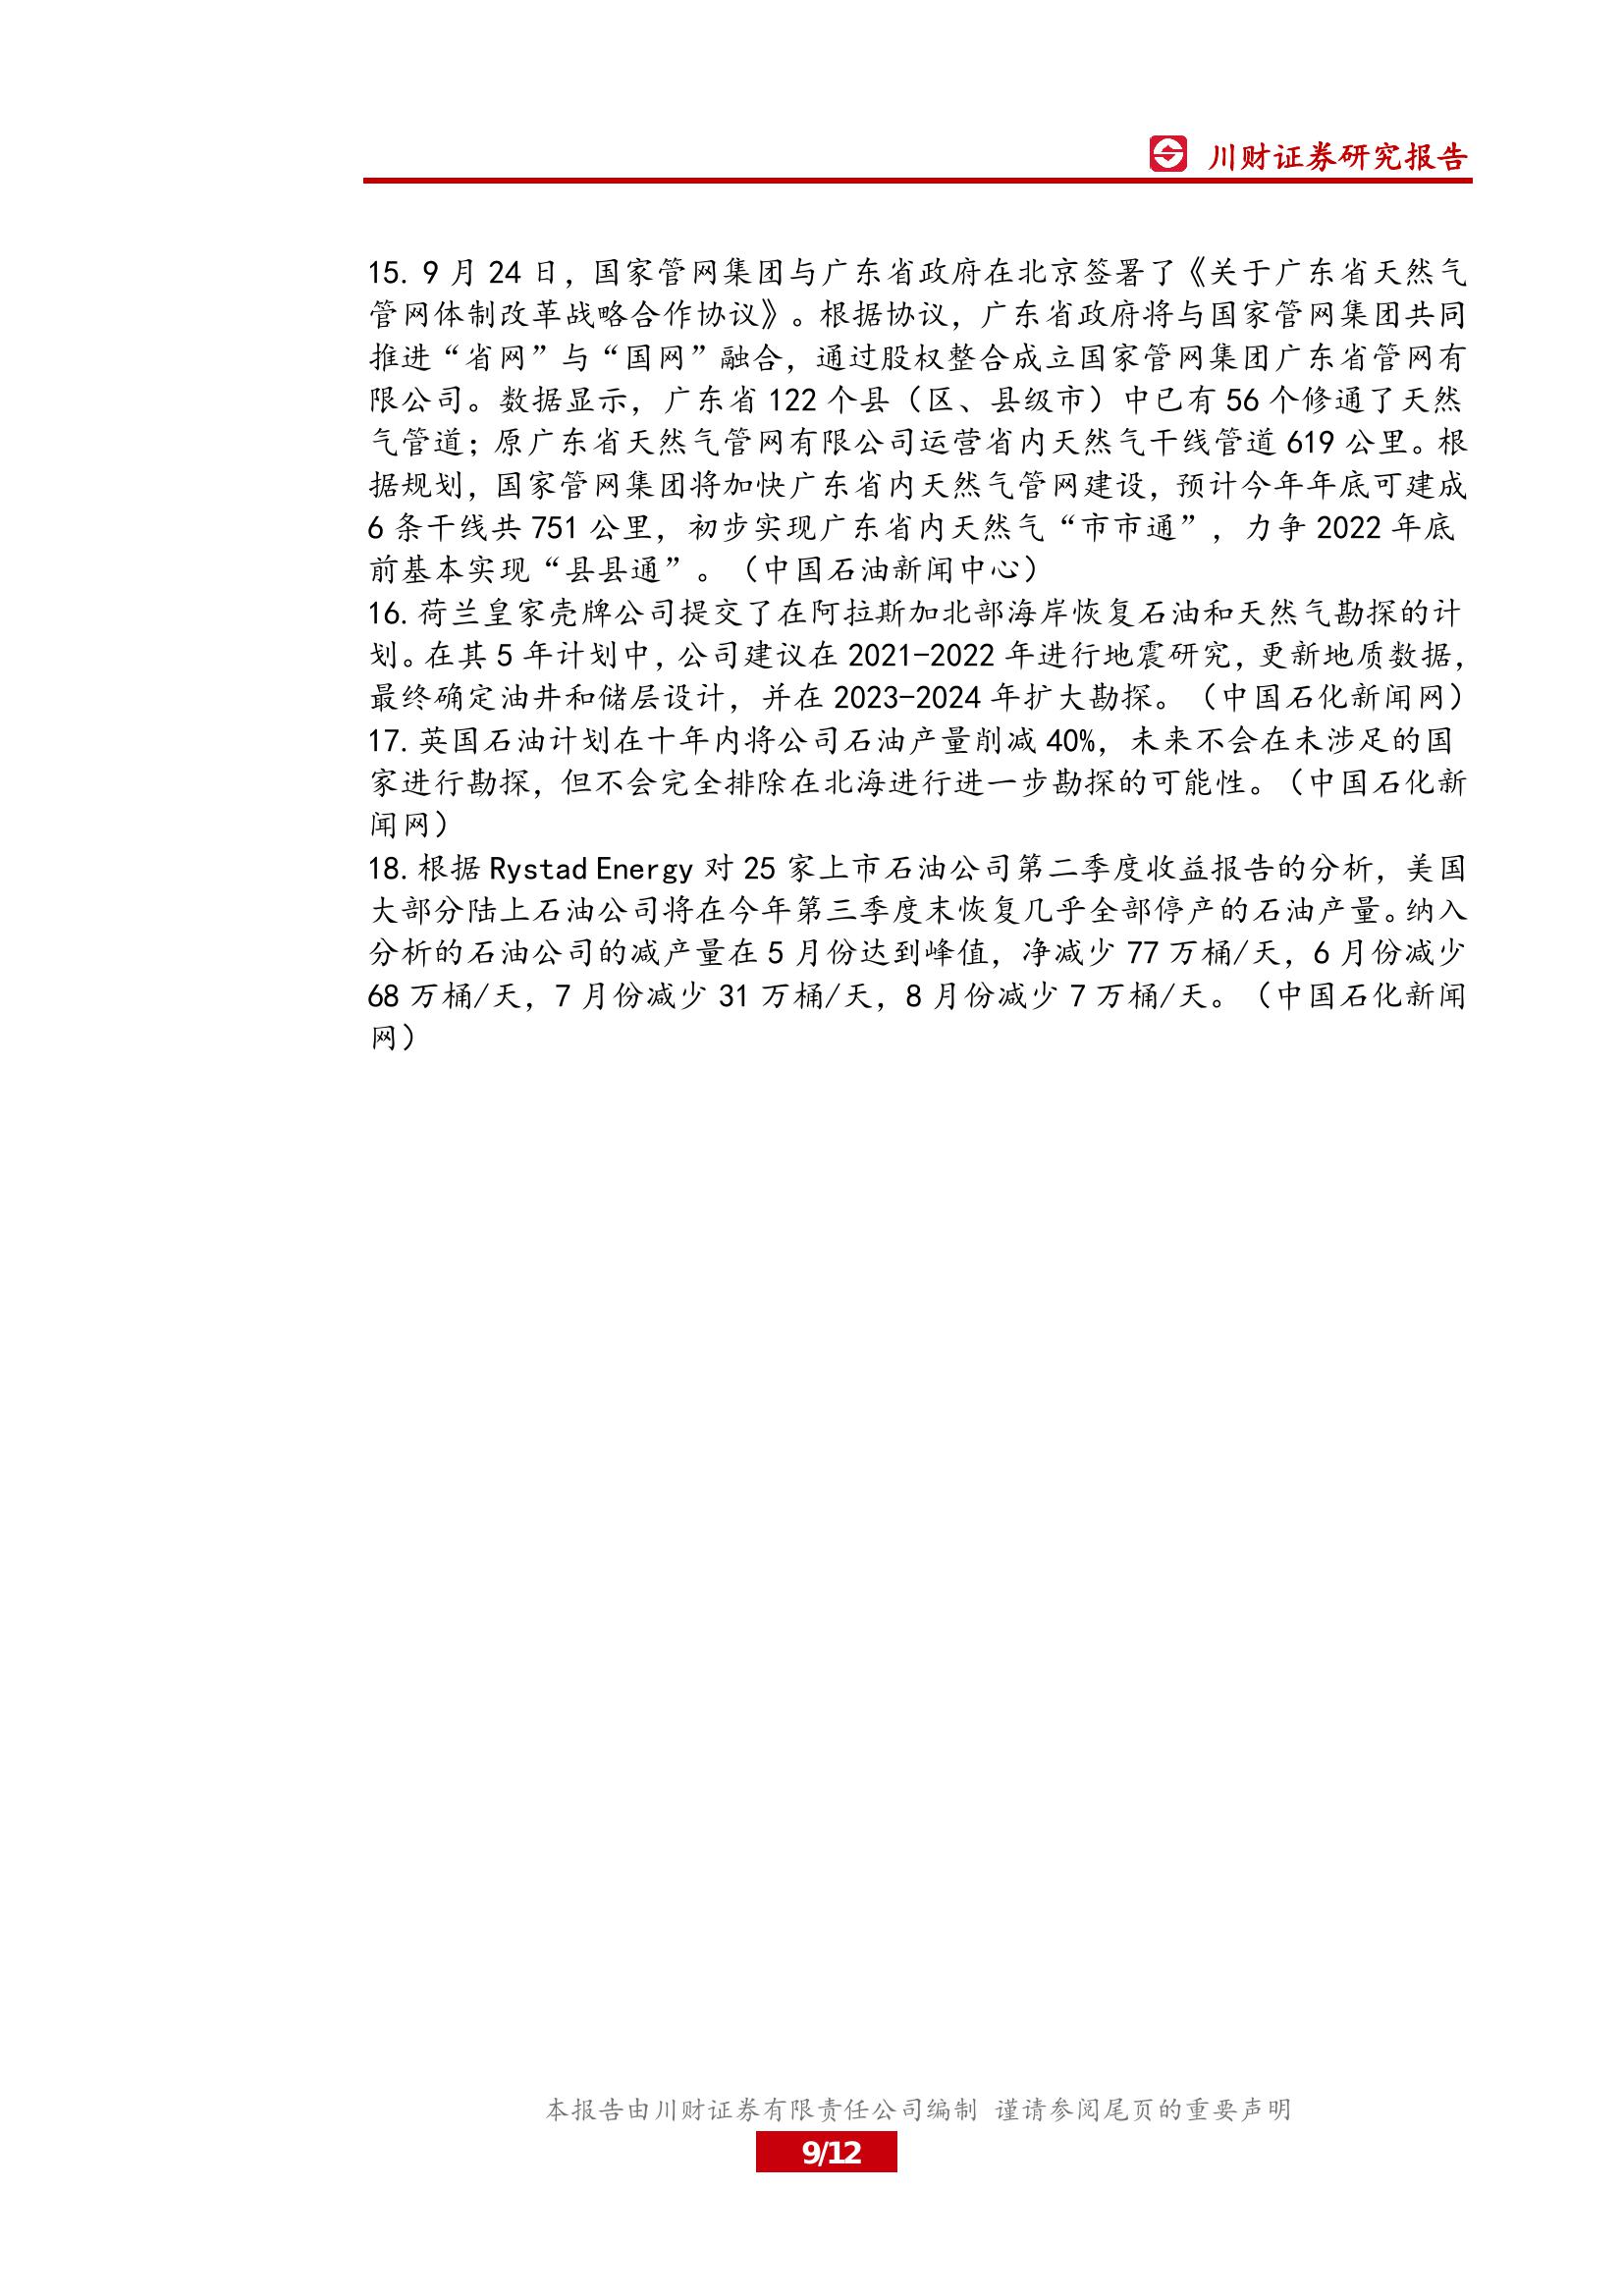 川财证券研究报告
15. 9 月 24 日，国家管网集团与广东省政府在北京签署了《关于广东省天然气
管网体制改革战略合作协议》。根据协议，广东省政府将与国家管网集团共同
推进“省网”与“国网”融合，通过股权整合成立国家管网集团广东省管网有
限公司。数据显示，广东省 122 个县（区、县级市）中已有 56 个修通了天然
气管道；原广东省天然气管网有限公司运营省内天然气干线管道 619 公里。根
据规划，国家管网集团将加快广东省内天然气管网建设，预计今年年底可建成
6 条干线共 751 公里，初步实现广东省内天然气“市市通”，力争 2022 年底
前基本实现“县县通”。（中国石油新闻中心）
16. 荷兰皇家壳牌公司提交了在阿拉斯加北部海岸恢复石油和天然气勘探的计
划。在其 5 年计划中，公司建议在 2021-2022 年进行地震研究，更新地质数据，
最终确定油井和储层设计，并在 2023-2024 年扩大勘探。（中国石化新闻网）
17. 英国石油计划在十年内将公司石油产量削减 40%，未来不会在未涉足的国
家进行勘探，但不会完全排除在北海进行进一步勘探的可能性。（中国石化新
闻网）
18. 根据 Rystad Energy 对 25 家上市石油公司第二季度收益报告的分析，美国
大部分陆上石油公司将在今年第三季度末恢复几乎全部停产的石油产量。纳入
分析的石油公司的减产量在 5 月份达到峰值，净减少 77 万桶/天，6 月份减少
68 万桶/天，7 月份减少 31 万桶/天，8 月份减少 7 万桶/天。（中国石化新闻
网）
本报告由川财证券有限责任公司编制 谨请参阅尾页的重要声明
9/12